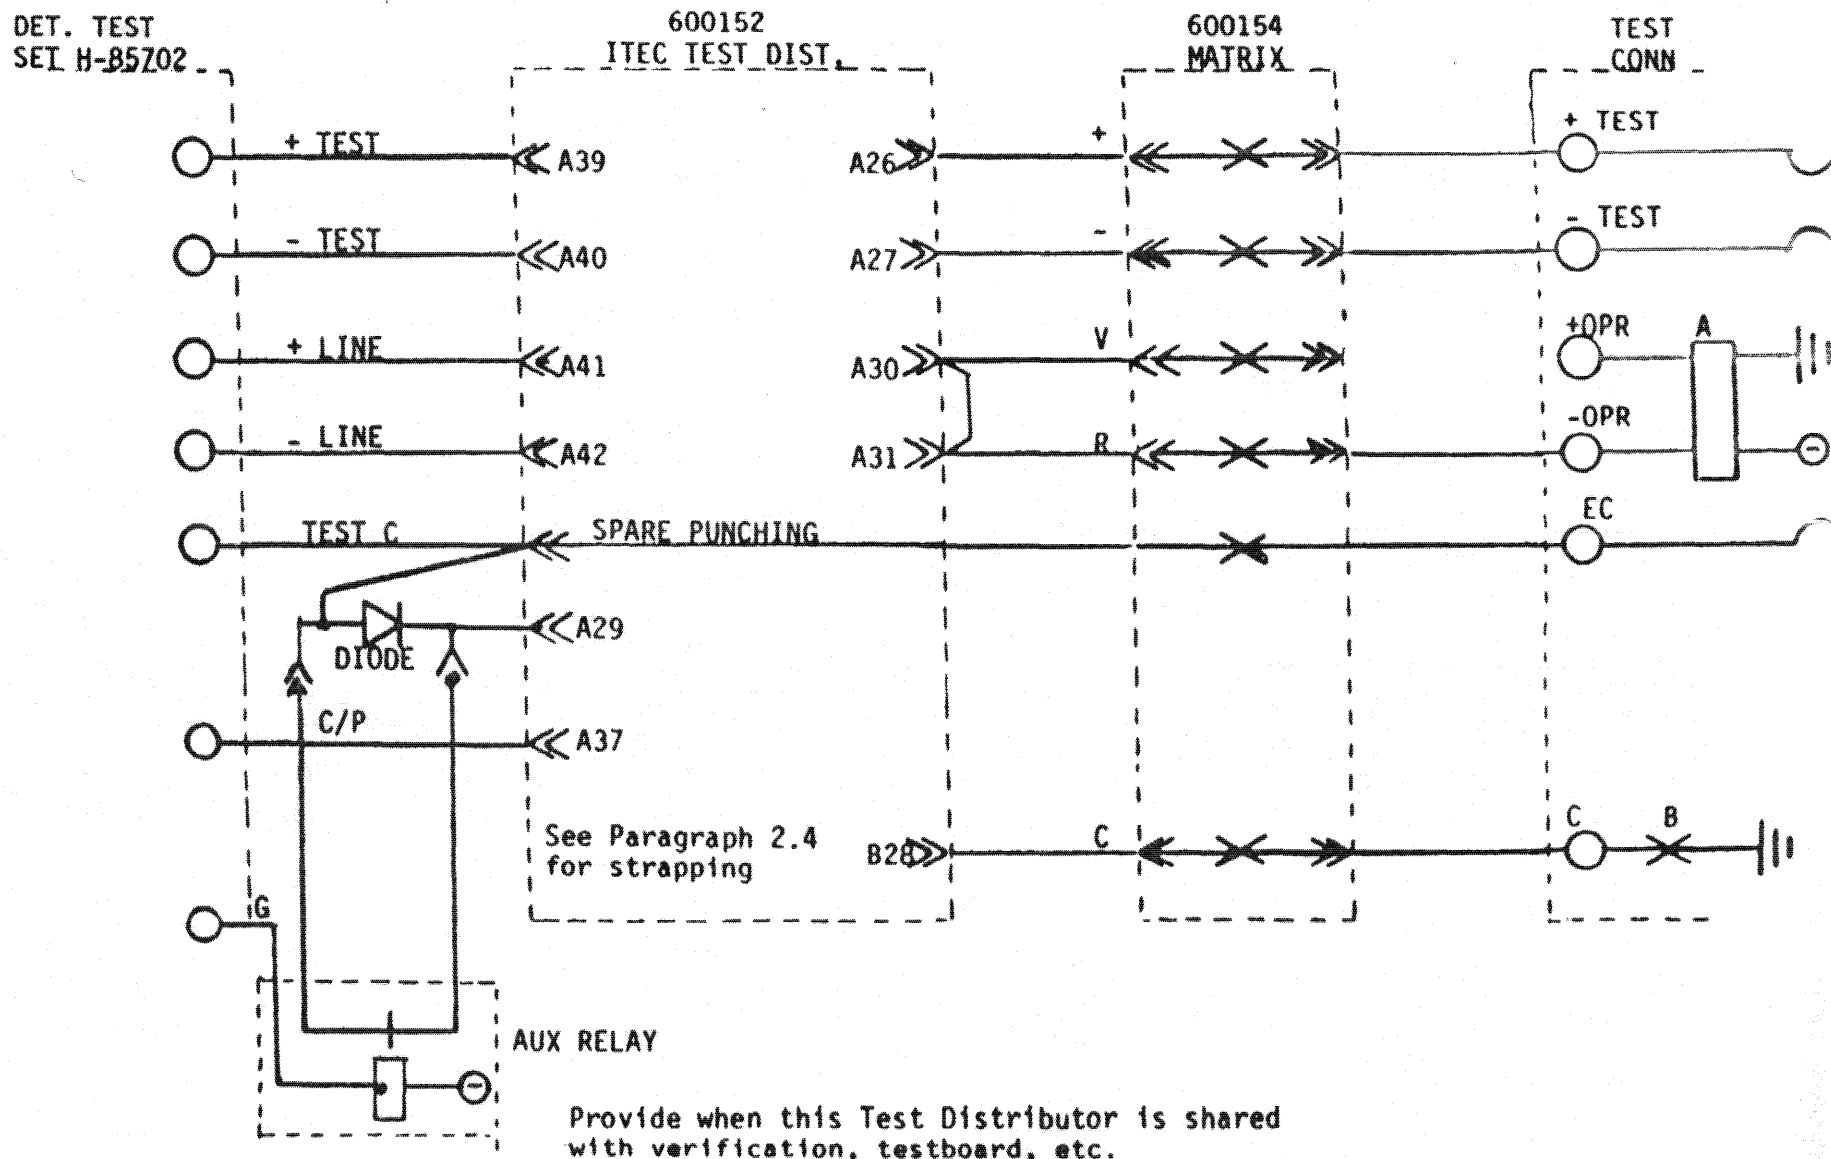 DET. TEST
SET H-85702
600152
ITEC TEST DIST.
600154
MATRIX
TEST
CONN
+ TEST
A39
A26
+
+ TEST
- TEST
A40
A27
-
- TEST
+ LINE
A41
A30
V
+OPR
A
- LINE
A42
A31
R
-OPR
-
TEST C
SPARE PUNCHING
EC
DIODE
A29
C/P
A37
See Paragraph 2.4
for strapping
B28
C
C
B
G
AUX RELAY
-
Provide when this Test Distributor is shared
with verification, testboard, etc.